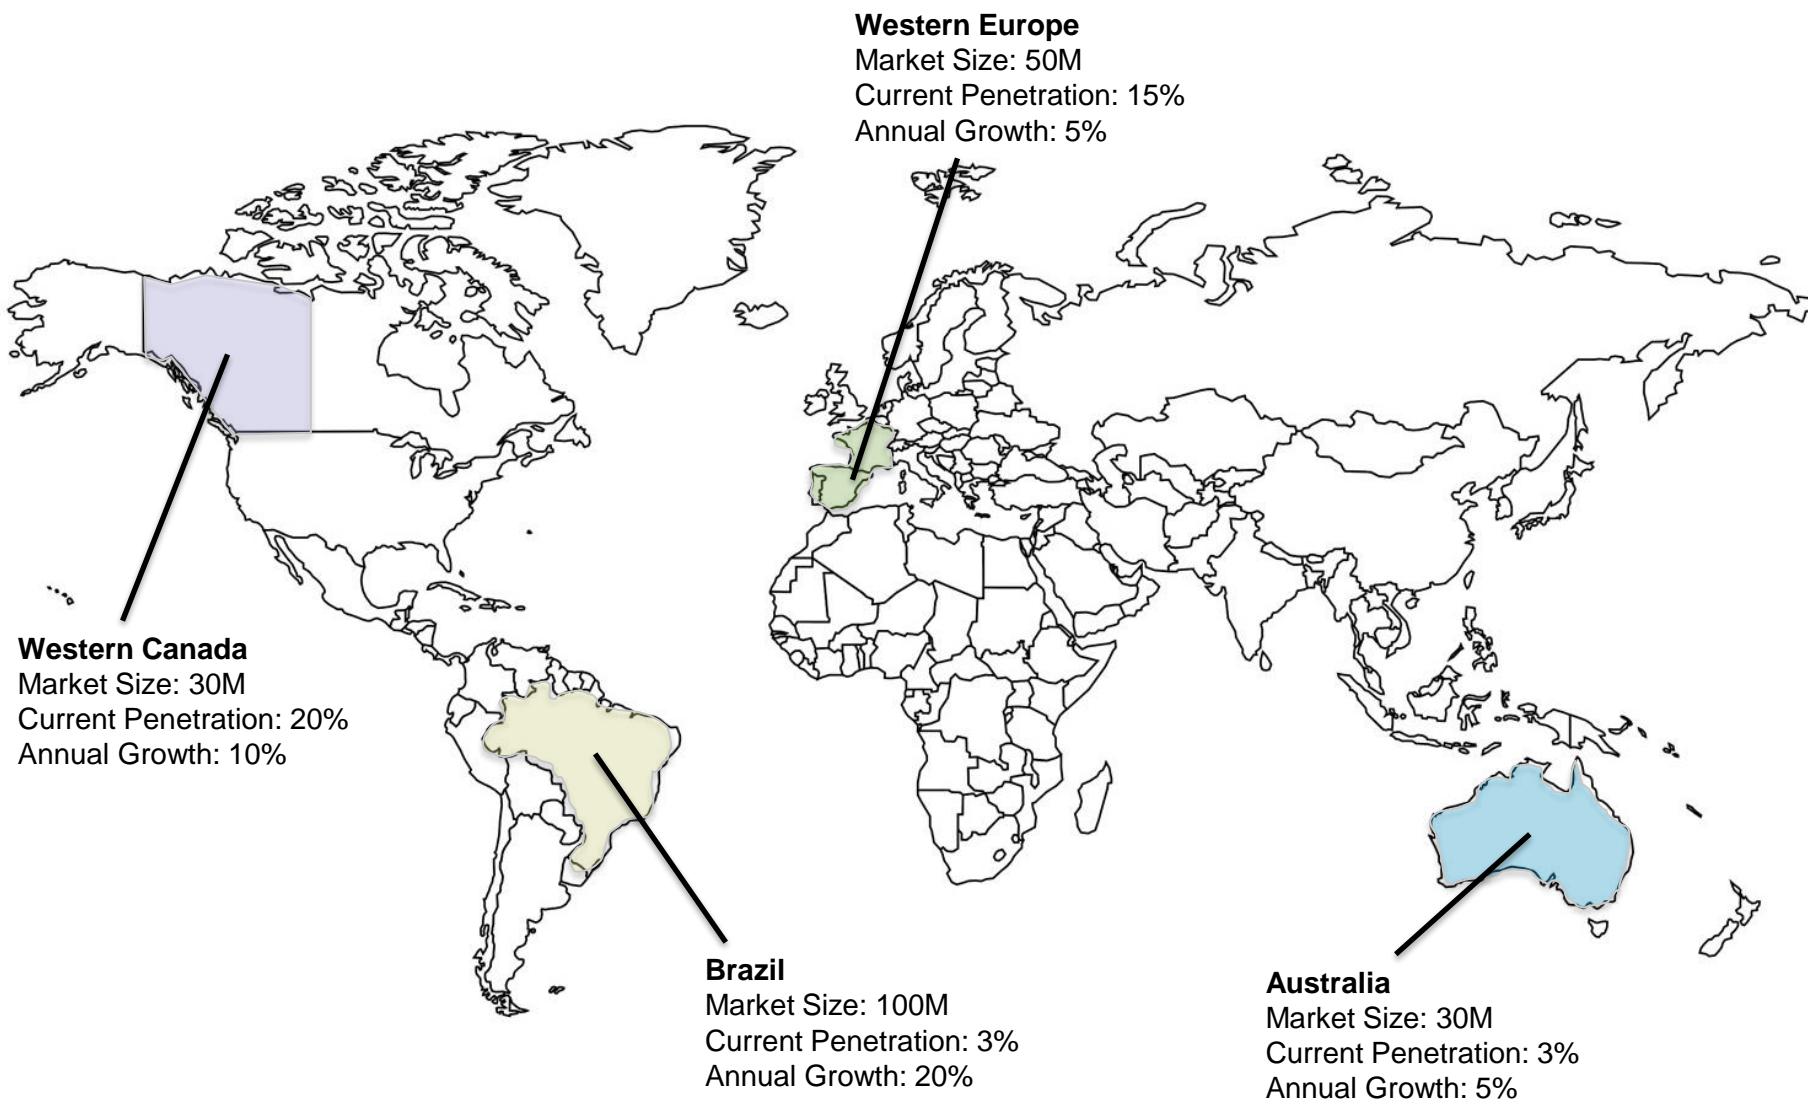 Western Europe
Market Size: 50M
Current Penetration: 15%
Annual Growth: 5%
Western Canada
Market Size: 30M
Current Penetration: 20%
Annual Growth: 10%
Brazil
Market Size: 100M
Current Penetration: 3%
Annual Growth: 20%
Australia
Market Size: 30M
Current Penetration: 3%
Annual Growth: 5%